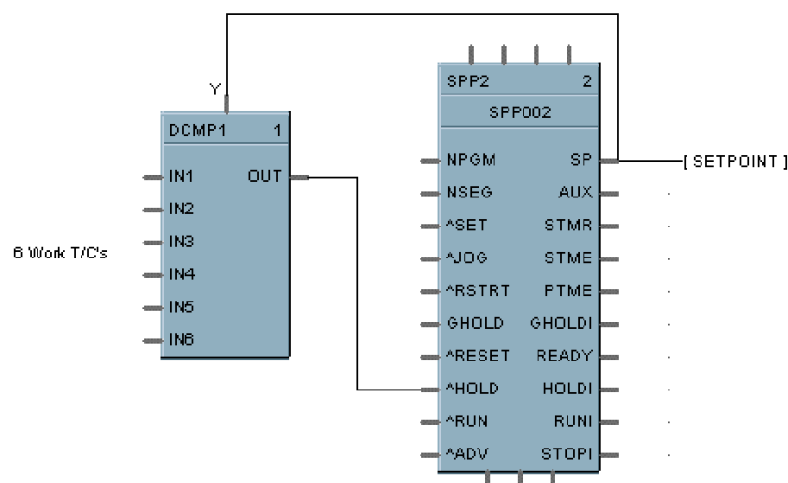 Y
DCMP1 1
IN1 OUT
IN2
IN3
IN4
IN5
IN6
6 Work T/C's
SPP2 2
SPP002
NPGM SP
NSEG AUX
^SET STMR
^JOG STME
^RSTRT PTME
GHOLD GHOLDI
^RESET READY
^HOLD HOLDI
^RUN RUNI
^ADV STOPI
[ SETPOINT ]